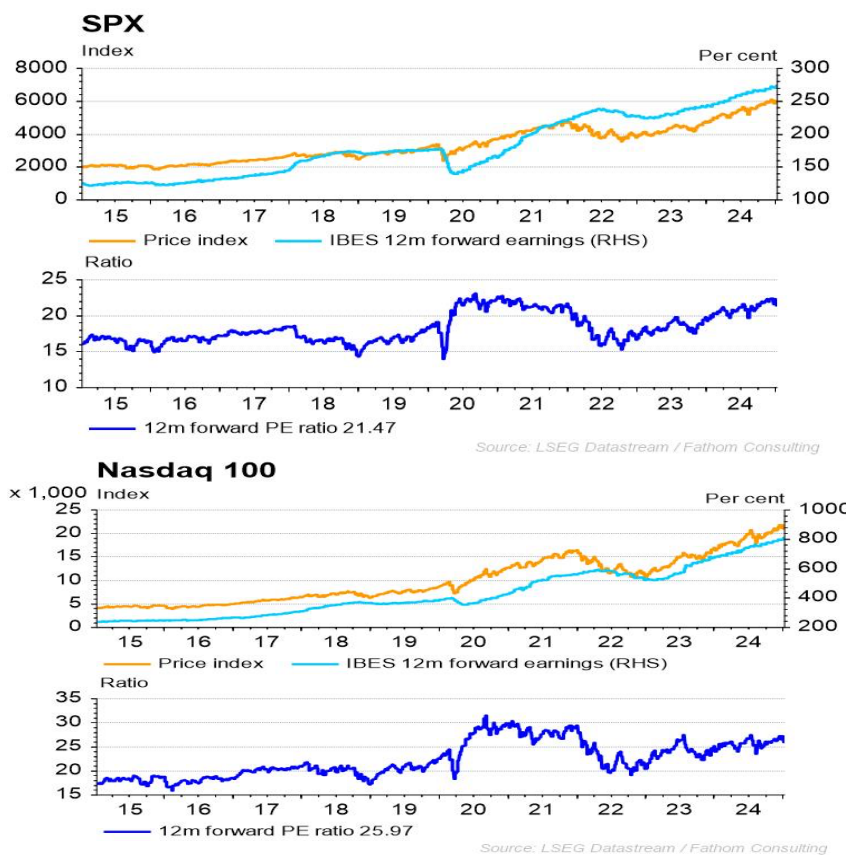 SPX
Index Per cent
8000 300
6000 250
4000 200
2000 150
0 100
15 16 17 18 19 20 21 22 23 24
Price index IBES 12m forward earnings (RHS)
Ratio
25
20
15
10
15 16 17 18 19 20 21 22 23 24
12m forward PE ratio 21.47
Source: LSEG Datastream / Fathom Consulting
Nasdaq 100
x 1,000 Index Per cent
25 1000
20 800
15 600
10
5 400
0 200
15 16 17 18 19 20 21 22 23 24
Price index IBES 12m forward earnings (RHS)
Ratio
35
30
25
20
15
15 16 17 18 19 20 21 22 23 24
12m forward PE ratio 25.97
Source: LSEG Datastream / Fathom Consulting